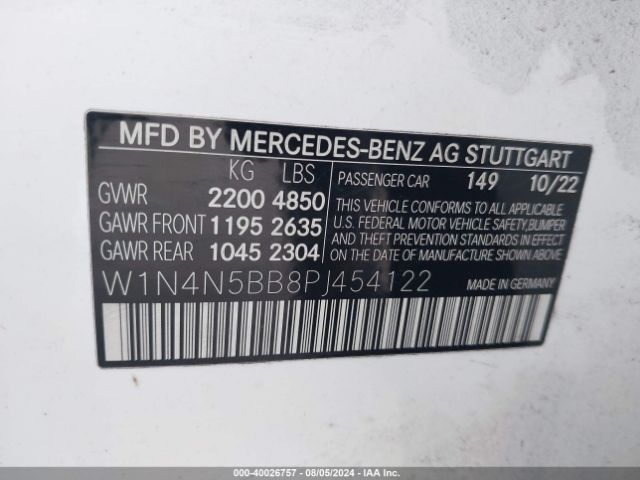 MFD BY MERCEDES-BENZ AG STUTTGART
KG LBS
GVWR 2200 4850
GAWR FRONT 1195 2635
GAWR REAR 1045 2304
PASSENGER CAR 149 10/22
THIS VEHICLE CONFORMS TO ALL APPLICABLE
U.S. FEDERAL MOTOR VEHICLE SAFETY, BUMPER
AND THEFT PREVENTION STANDARDS IN EFFECT
ON THE DATE OF MANUFACTURE SHOWN ABOVE.
W1N4N5BB8PJ454122
MADE IN GERMANY
000-40026757 - 08/05/2024 - IAA Inc.